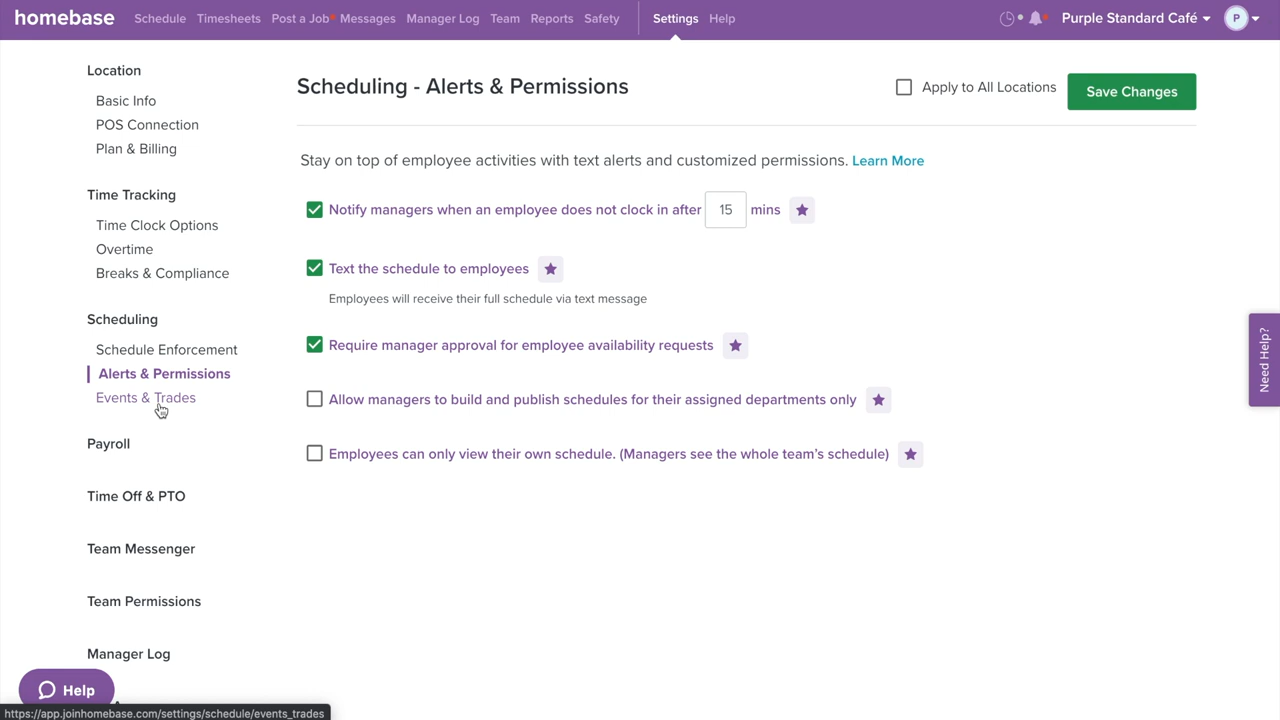 homebase Schedule Timesheets Post a Job Messages Manager Log Team Reports Safety Settings Help Purple Standard Café P
Location
Basic Info
POS Connection
Plan & Billing
Time Tracking
Time Clock Options
Overtime
Breaks & Compliance
Scheduling
Schedule Enforcement
Alerts & Permissions
Events & Trades
Payroll
Time Off & PTO
Team Messenger
Team Permissions
Manager Log
Help
https://app.joinhomebase.com/settings/schedule/events_trades
Scheduling - Alerts & Permissions
Apply to All Locations
Save Changes
Stay on top of employee activities with text alerts and customized permissions. Learn More
Notify managers when an employee does not clock in after 15 mins
Text the schedule to employees
Employees will receive their full schedule via text message
Require manager approval for employee availability requests
Allow managers to build and publish schedules for their assigned departments only
Employees can only view their own schedule. (Managers see the whole team's schedule)
Need Help?